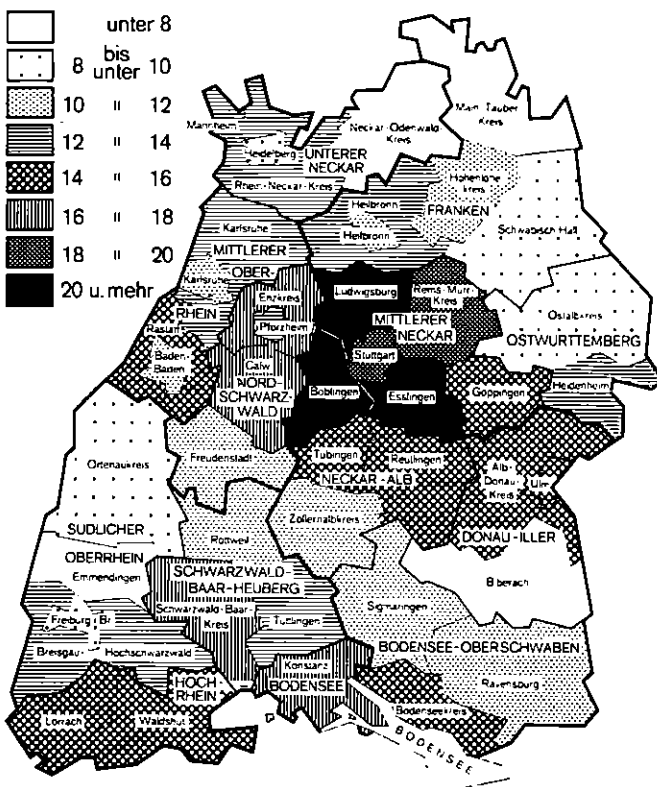 unter 8
8 bis unter 10
10 " 12
12 " 14
14 " 16
16 " 18
18 " 20
20 u. mehr
Main-Tauber
Kreis
Neckar-Odenwald-
Kreis
Mannheim
Heidelberg
UNTERER
NECKAR
Rhein-Neckar-Kreis
Hohenlohe
kreis
Heilbronn
FRANKEN
Heilbronn
Schwäbisch Hall
Karlsruhe
MITTLERER
OBER-
Karlsruhe
RHEIN
Enzkreis
Pforzheim
Ludwigsburg
Rems-Murr-
Kreis
MITTLERER
NECKAR
Stuttgart
Ostalbkreis
OSTWURTTEMBERG
Rastatt
Baden-
Baden
Calw
NORD-
SCHWARZ-
WALD
Böblingen
Esslingen
Göppingen
Heidenheim
Freudenstadt
Tübingen
Reutlingen
NECKAR-ALB
Alb-
Donau-
Kreis
Ulm
DONAU-ILLER
Ortenaukreis
SUDLICHER
OBERRHEIN
Emmendingen
Rottweil
Zollernalbkreis
Biberach
SCHWARZWALD-
BAAR-HEUBERG
Schwarzwald-Baar-
Kreis
Tuttlingen
Sigmaringen
Freiburg i. Br.
Breisgau-
Hochschwarzwald
BODENSEE-OBERSCHWABEN
Ravensburg
Konstanz
BODENSEE
HOCH-
RHEIN
Lörrach
Waldshut
Bodenseekreis
BODENSEE